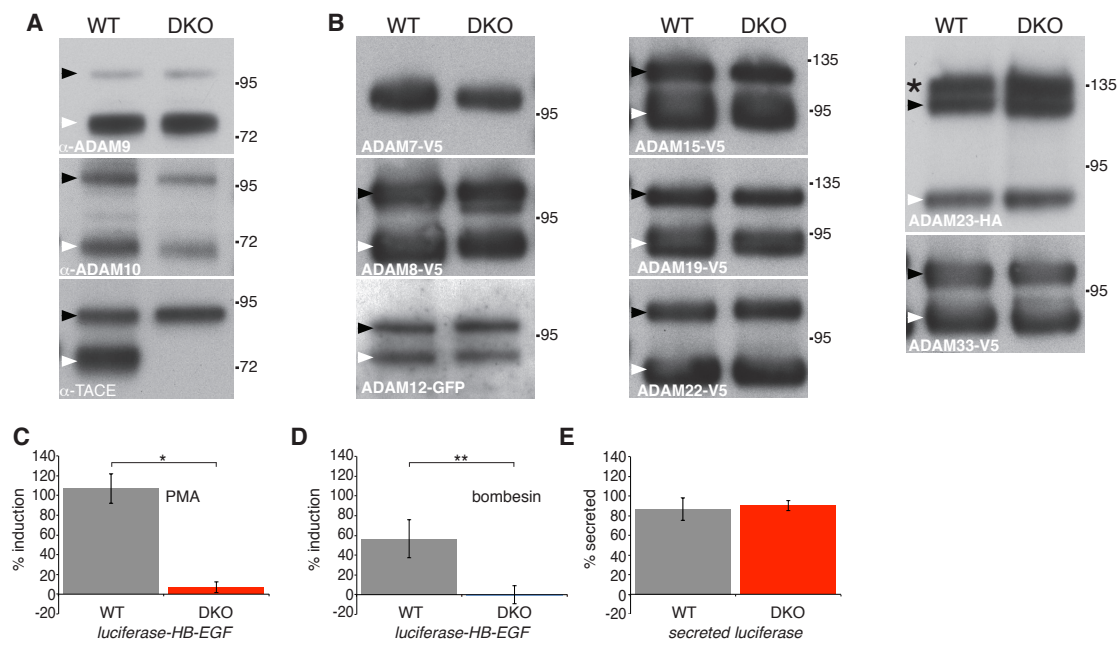 A
WT DKO
-95
-72
α-ADAM9
-95
-72
α-ADAM10
-95
-72
α-TACE
B
WT DKO
-95
ADAM7-V5
-95
ADAM8-V5
-95
ADAM12-GFP
WT DKO
-135
-95
ADAM15-V5
-135
-95
ADAM19-V5
-95
ADAM22-V5
WT DKO
*
-135
-95
ADAM23-HA
-95
ADAM33-V5
C
% induction
140
120
100
80
60
40
20
0
-20
*
PMA
WT DKO
luciferase-HB-EGF
D
% induction
140
120
100
80
60
40
20
0
-20
**
bombesin
WT DKO
luciferase-HB-EGF
E
% secreted
140
120
100
80
60
40
20
0
-20
WT DKO
secreted luciferase